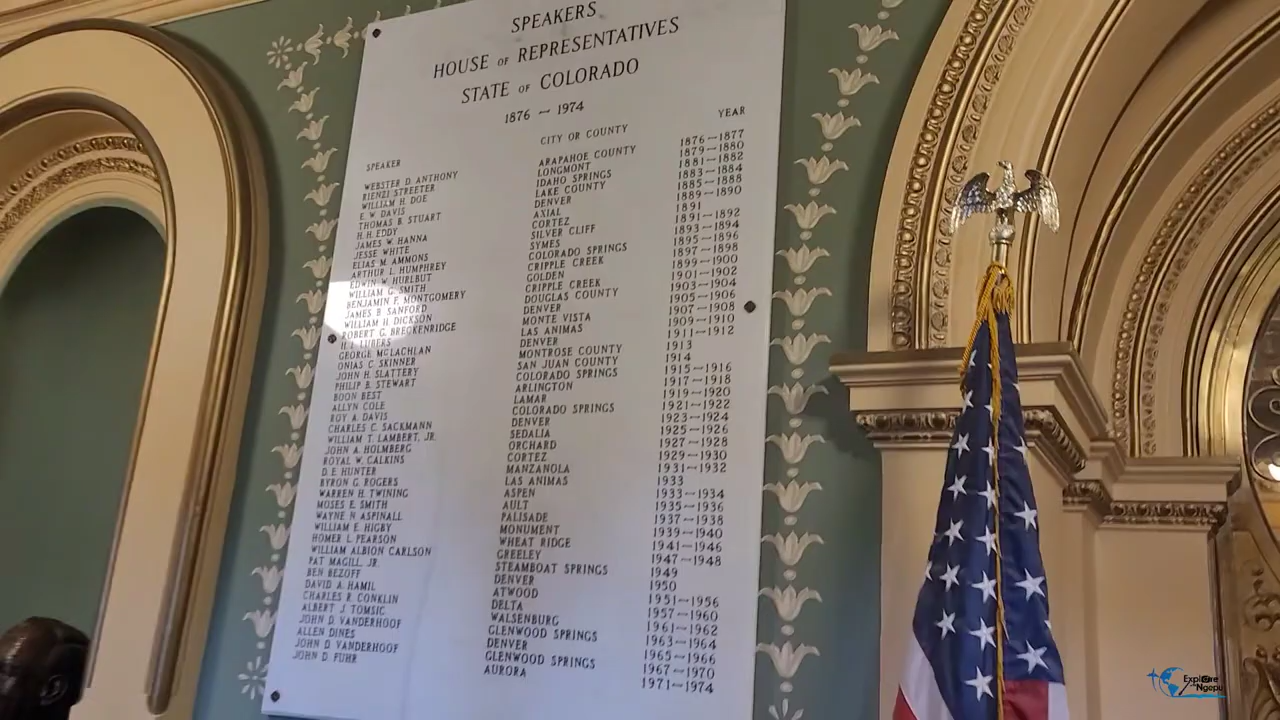 SPEAKERS
HOUSE OF REPRESENTATIVES
STATE OF COLORADO
1876 — 1974
SPEAKER CITY OR COUNTY YEAR
WEBSTER D. ANTHONY ARAPAHOE COUNTY 1876—1877
RIENZI STREETER LONGMONT 1879—1880
WILLIAM H. DOE IDAHO SPRINGS 1881—1882
E. W. DAVIS LAKE COUNTY 1883—1884
THOMAS B. STUART DENVER 1885—1888
H. H. EDDY AXIAL 1889—1890
JAMES W. HANNA CORTEZ 1891
JESSE WHITE SILVER CLIFF 1891—1892
ELIAS M. AMMONS SYMES 1893—1894
ARTHUR L. HUMPHREY COLORADO SPRINGS 1895—1896
EDWIN W. HURLBUT CRIPPLE CREEK 1897—1898
WILLIAM G. SMITH GOLDEN 1899—1900
BENJAMIN F. MONTGOMERY CRIPPLE CREEK 1901—1902
JAMES B. SANFORD DOUGLAS COUNTY 1903—1904
WILLIAM H. DICKSON DENVER 1905—1906
ROBERT G. BRECKENRIDGE MONTE VISTA 1907—1908
H. L. LUBERS LAS ANIMAS 1909—1910
GEORGE McLACHLAN DENVER 1911—1912
ONIAS C. SKINNER MONTROSE COUNTY 1913
JOHN H. SLATTERY SAN JUAN COUNTY 1914
PHILIP B. STEWART COLORADO SPRINGS 1915—1916
BOON BEST ARLINGTON 1917—1918
ALLYN COLE LAMAR 1919—1920
ROY A. DAVIS COLORADO SPRINGS 1921—1922
CHARLES C. SACKMANN DENVER 1923—1924
WILLIAM T. LAMBERT, JR. SEDALIA 1925—1926
JOHN A. HOLMBERG ORCHARD 1927—1928
ROYAL W. CALKINS CORTEZ 1929—1930
D. E. HUNTER MANZANOLA 1931—1932
BYRON G. ROGERS LAS ANIMAS 1933
WARREN H. TWINING ASPEN 1933—1934
MOSES E. SMITH AULT 1935—1936
WAYNE N. ASPINALL PALISADE 1937—1938
WILLIAM E. HIGBY MONUMENT 1939—1940
HOMER L. PEARSON WHEAT RIDGE 1941—1946
WILLIAM ALBION CARLSON GREELEY 1947—1948
PAT MAGILL, JR. STEAMBOAT SPRINGS 1949
BEN BEZOFF DENVER 1950
DAVID A. HAMIL ATWOOD 1951—1956
CHARLES R. CONKLIN DELTA 1957—1960
ALBERT J. TOMSIC WALSENBURG 1961—1962
JOHN D. VANDERHOOF GLENWOOD SPRINGS 1963—1964
ALLEN DINES DENVER 1965—1966
JOHN D. VANDERHOOF GLENWOOD SPRINGS 1967—1970
JOHN D. FUHR AURORA 1971—1974
Explore
Ngepu